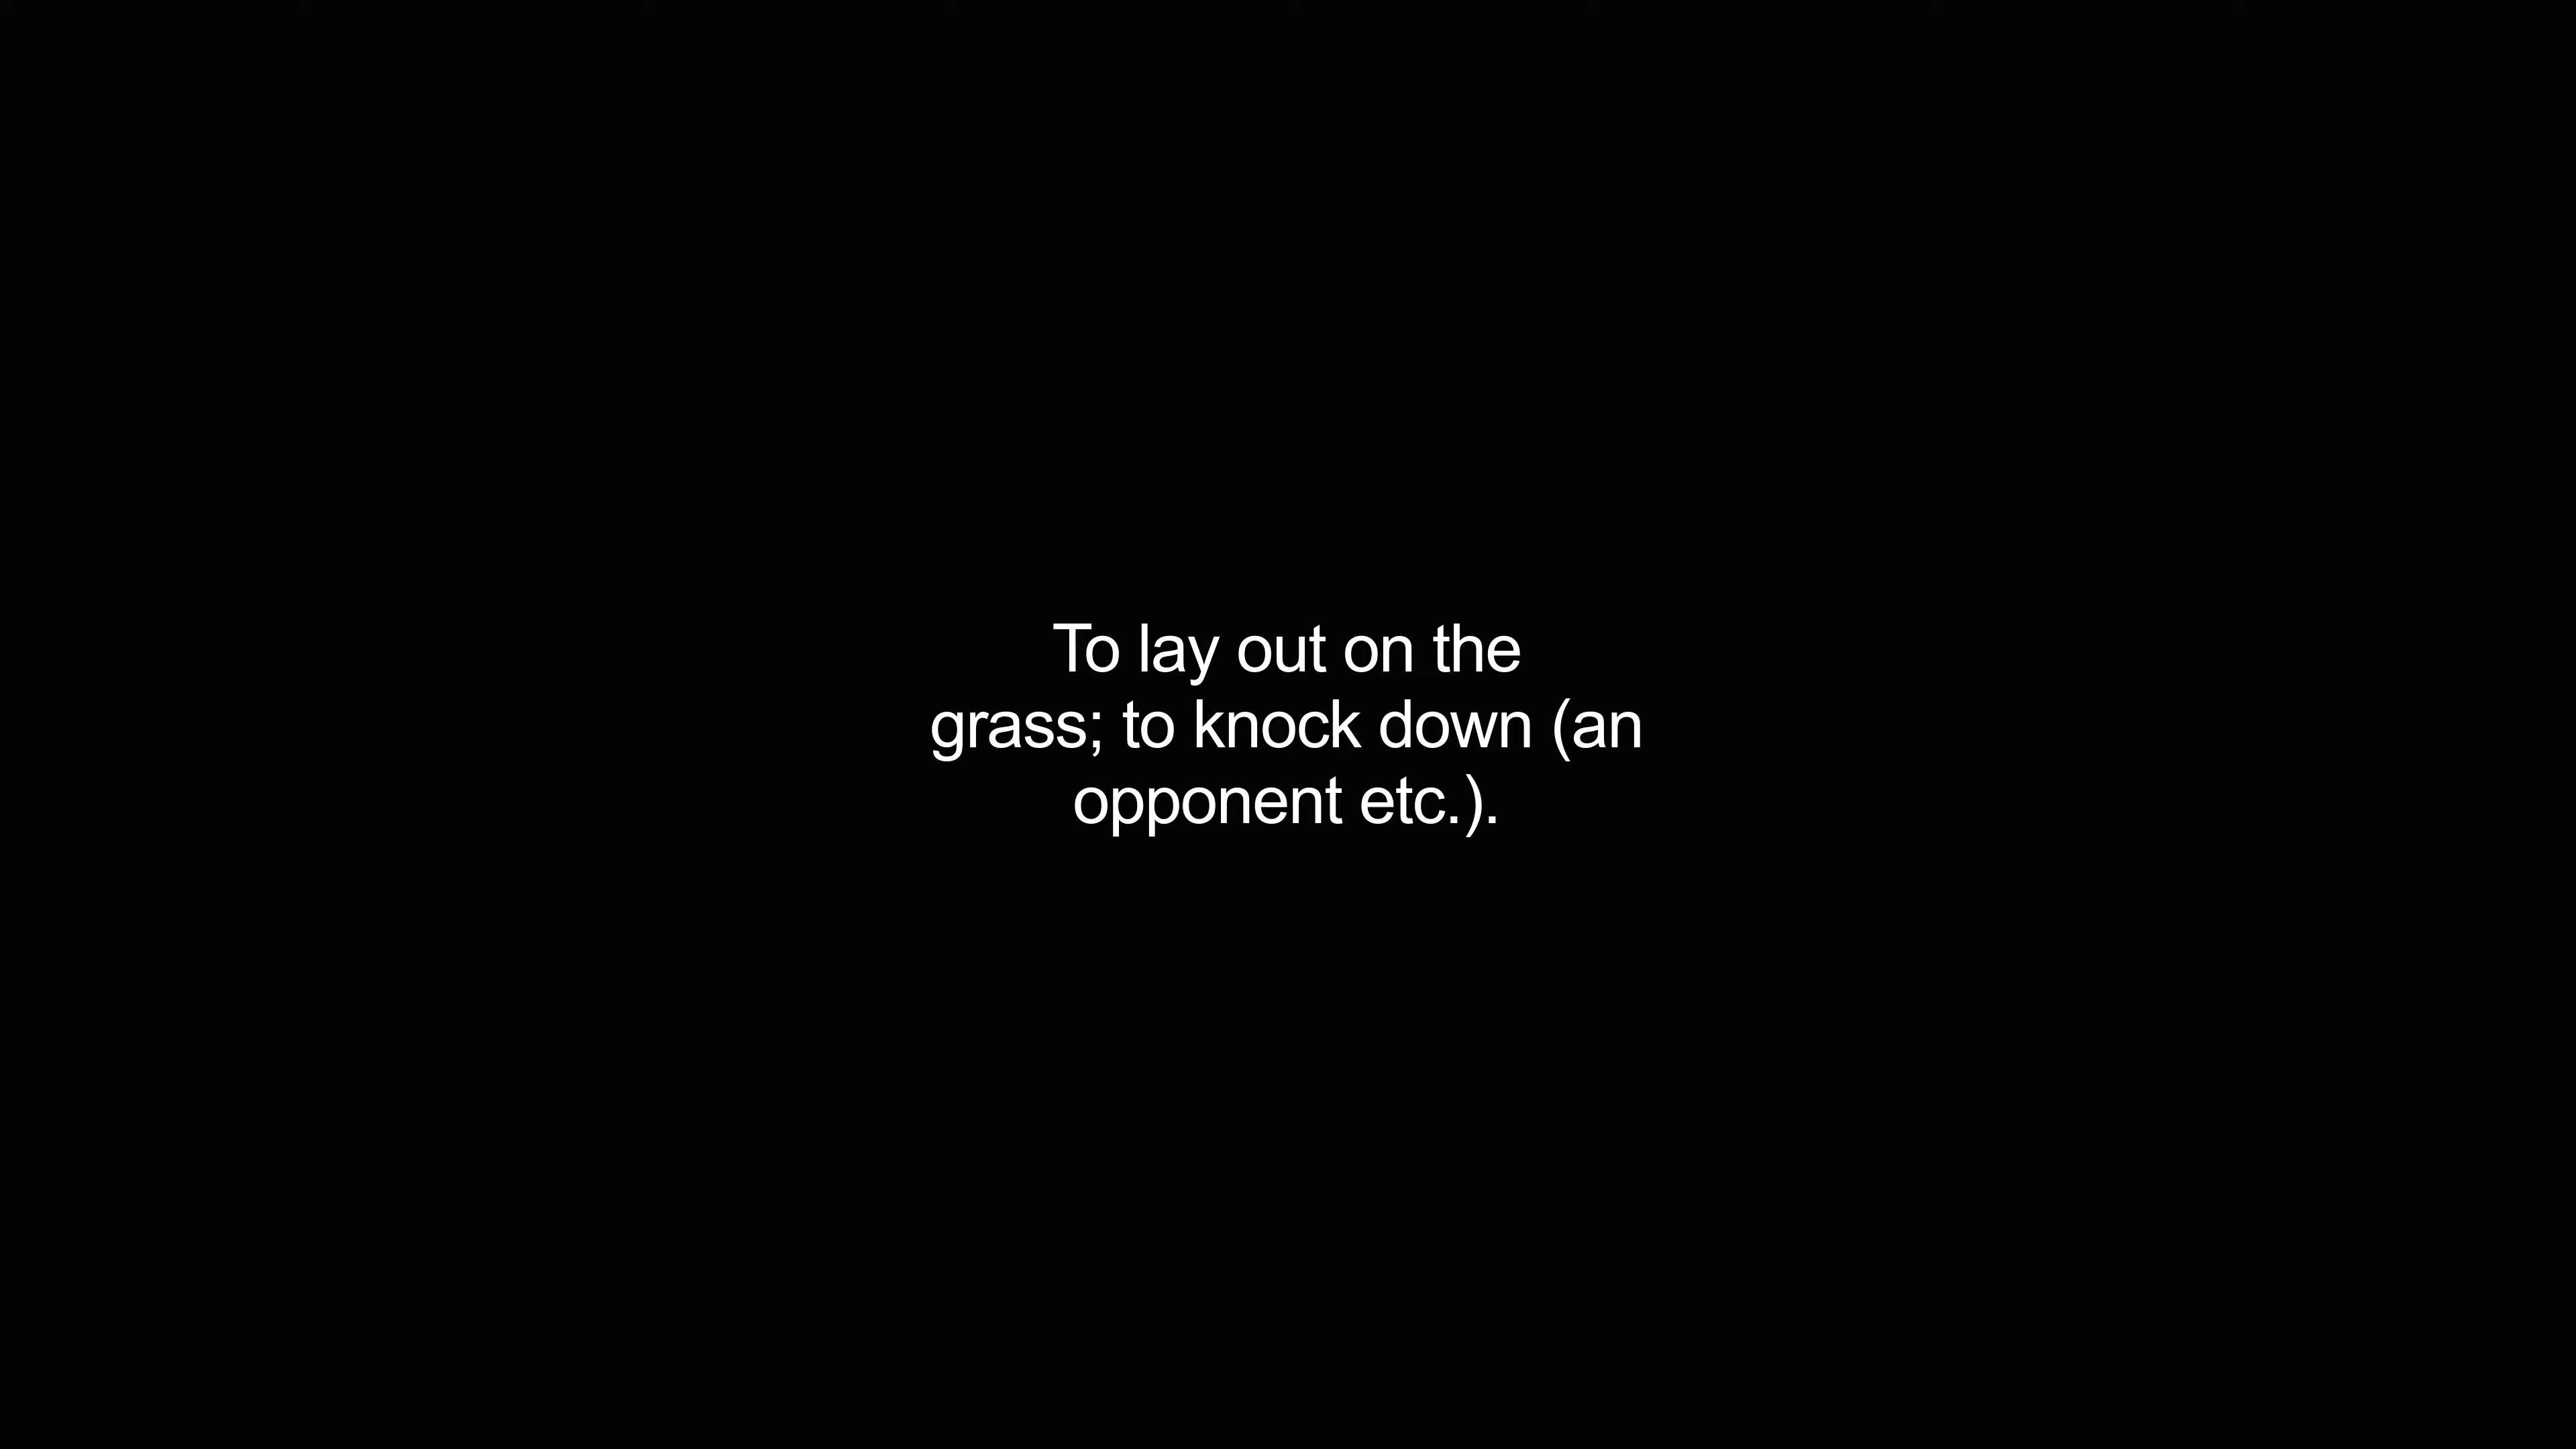 To lay out on the
grass; to knock down (an
opponent etc.).